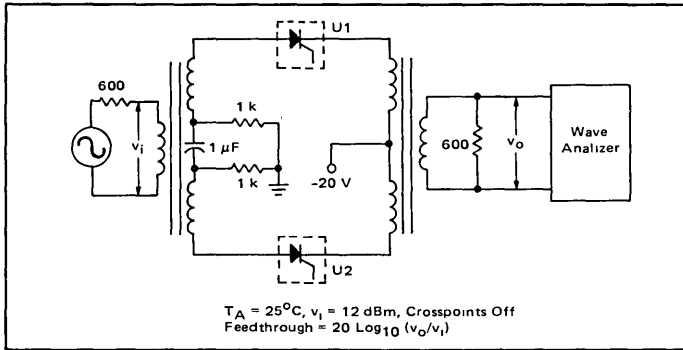 U1
600
1 k
vi
1 μF
1 k
-20 V
600
vo
Wave
Analizer
U2
TA = 25°C, vI = 12 dBm, Crosspoints Off
Feedthrough = 20 Log10 (vo/vI)